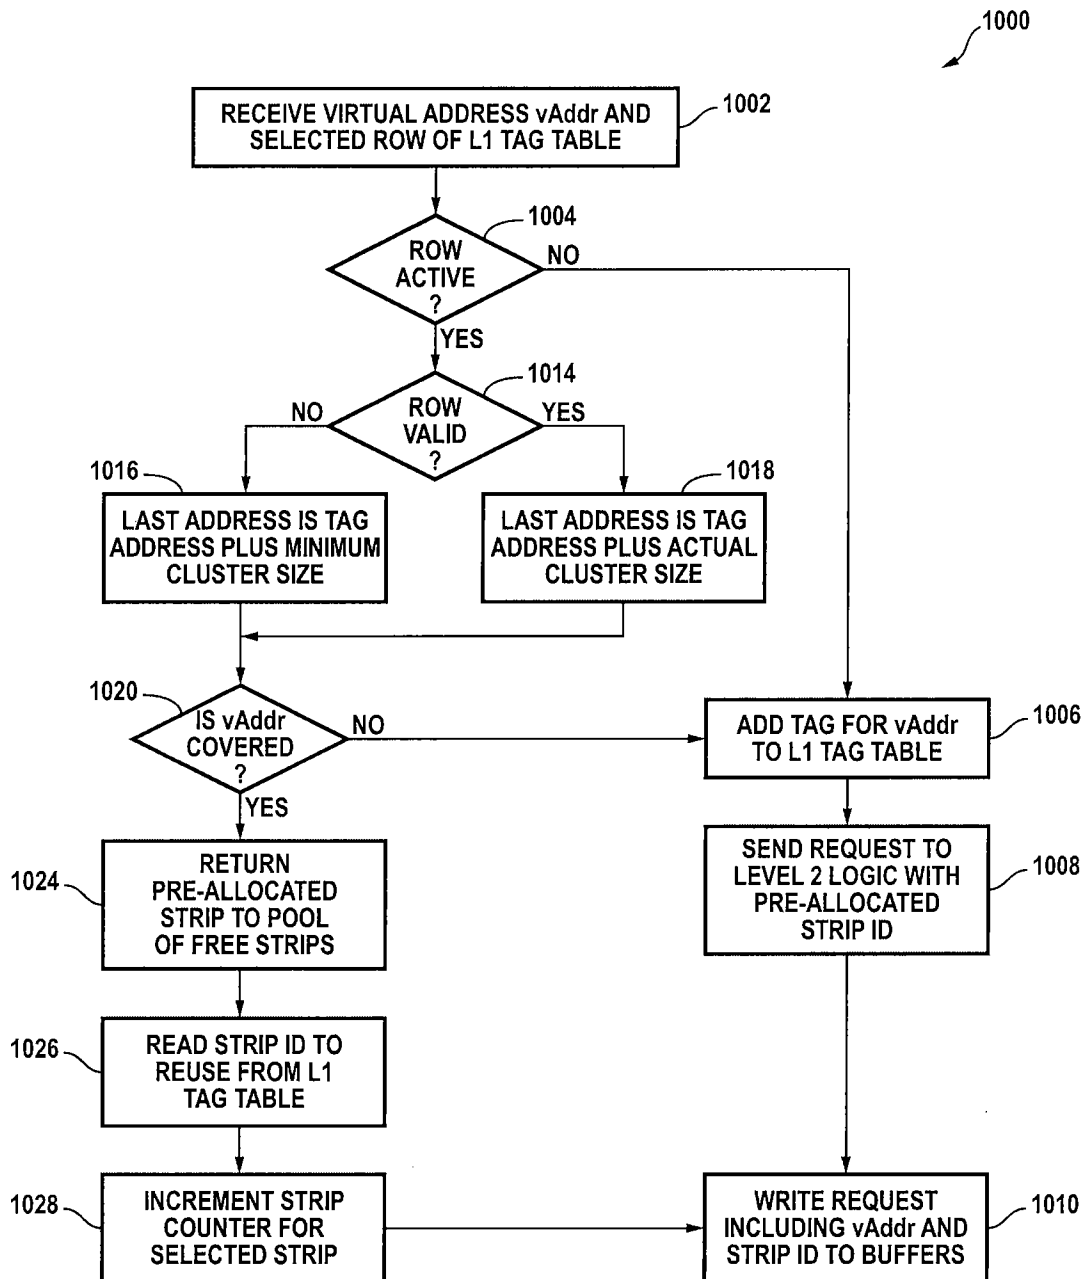 1000
RECEIVE VIRTUAL ADDRESS vAddr AND
SELECTED ROW OF L1 TAG TABLE
1002
1004
ROW
ACTIVE
?
NO
YES
1014
ROW
VALID
?
NO
YES
1016
LAST ADDRESS IS TAG
ADDRESS PLUS MINIMUM
CLUSTER SIZE
1018
LAST ADDRESS IS TAG
ADDRESS PLUS ACTUAL
CLUSTER SIZE
1020
IS vAddr
COVERED
?
NO
YES
ADD TAG FOR vAddr
TO L1 TAG TABLE
1006
1024
RETURN
PRE-ALLOCATED
STRIP TO POOL
OF FREE STRIPS
SEND REQUEST TO
LEVEL 2 LOGIC WITH
PRE-ALLOCATED
STRIP ID
1008
1026
READ STRIP ID TO
REUSE FROM L1
TAG TABLE
1028
INCREMENT STRIP
COUNTER FOR
SELECTED STRIP
WRITE REQUEST
INCLUDING vAddr AND
STRIP ID TO BUFFERS
1010